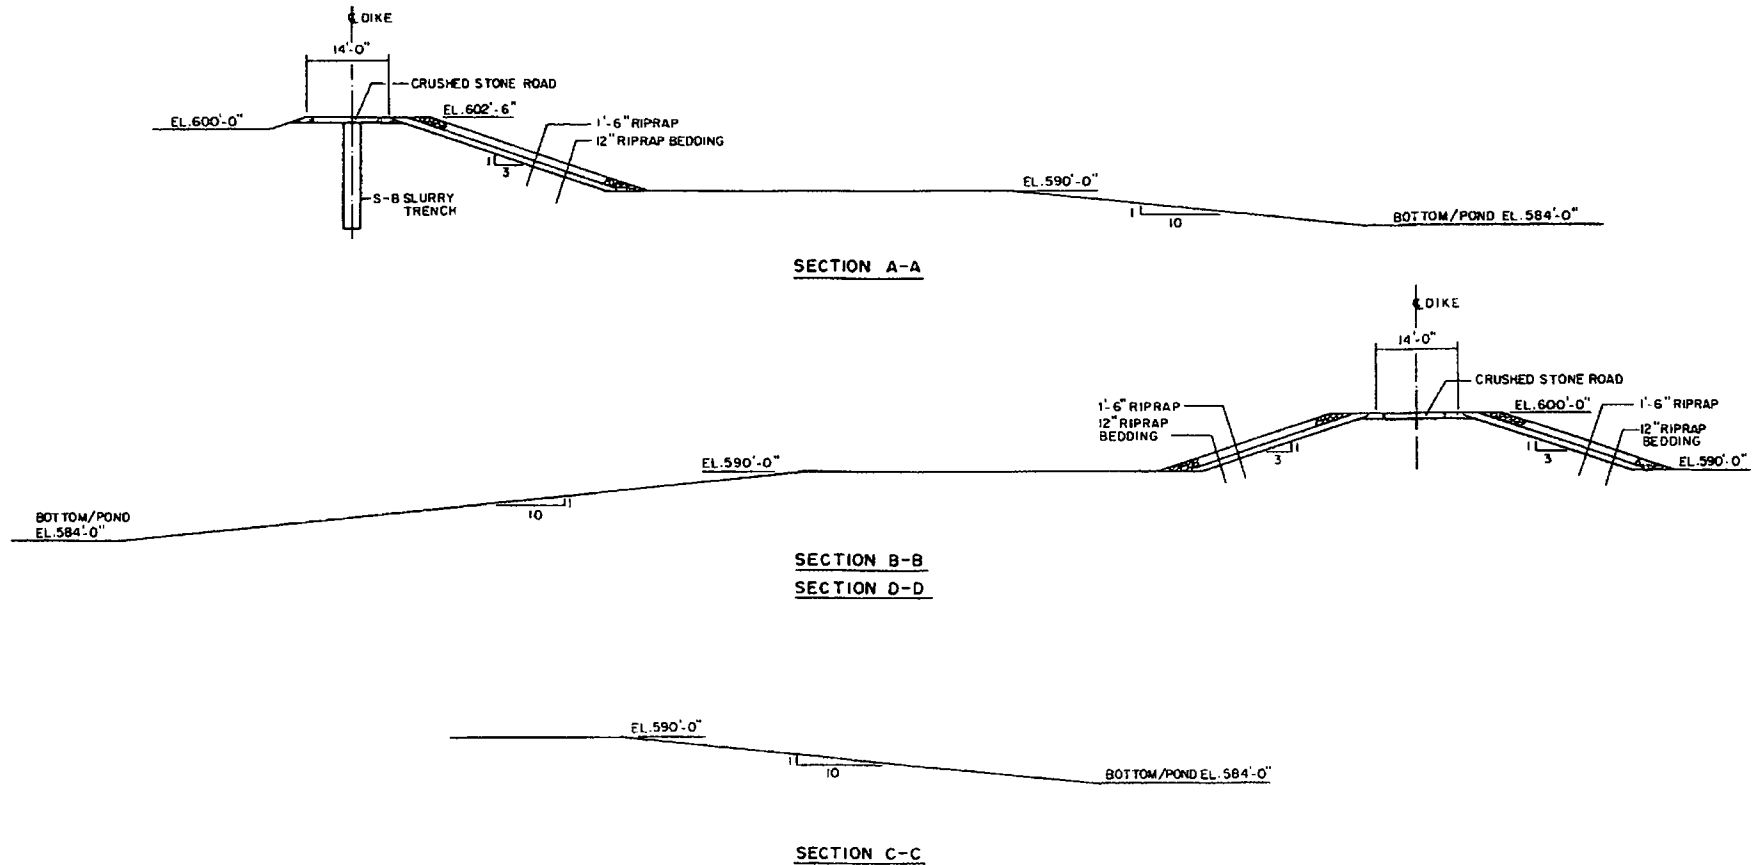 ℄ DIKE
14'-0"
CRUSHED STONE ROAD
EL.600'-0"
EL.602'-6"
1'-6" RIPRAP
12" RIPRAP BEDDING
1
3
S-B SLURRY
TRENCH
EL.590'-0"
1
10
BOTTOM/POND EL.584'-0"
SECTION A-A
℄ DIKE
14'-0"
CRUSHED STONE ROAD
1'-6" RIPRAP
12" RIPRAP
BEDDING
EL.600'-0"
1'-6" RIPRAP
12" RIPRAP
BEDDING
3
1
1
3
EL.590'-0"
EL.590'-0"
10
1
BOTTOM/POND
EL.584'-0"
SECTION B-B
SECTION D-D
EL.590'-0"
1
10
BOTTOM/POND EL.584'-0"
SECTION C-C